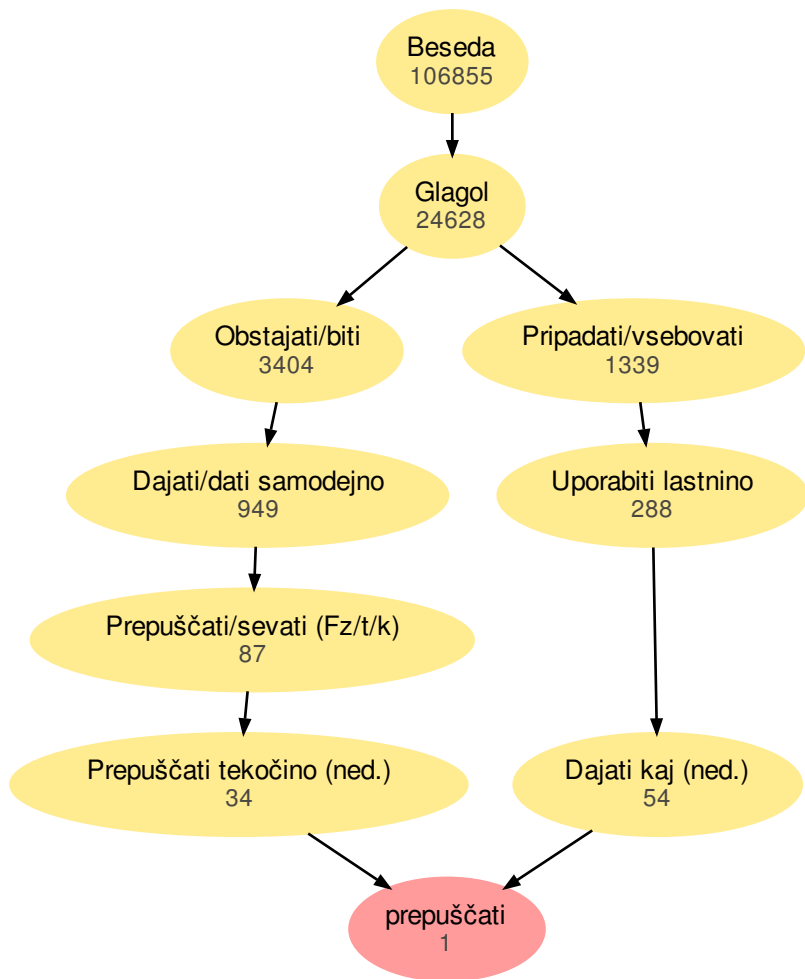 Beseda
106855
Glagol
24628
Obstajati/biti
3404
Pripadati/vsebovati
1339
Dajati/dati samodejno
949
Uporabiti lastnino
288
Prepuščati/sevati (Fz/t/k)
87
Prepuščati tekočino (ned.)
34
Dajati kaj (ned.)
54
prepuščati
1